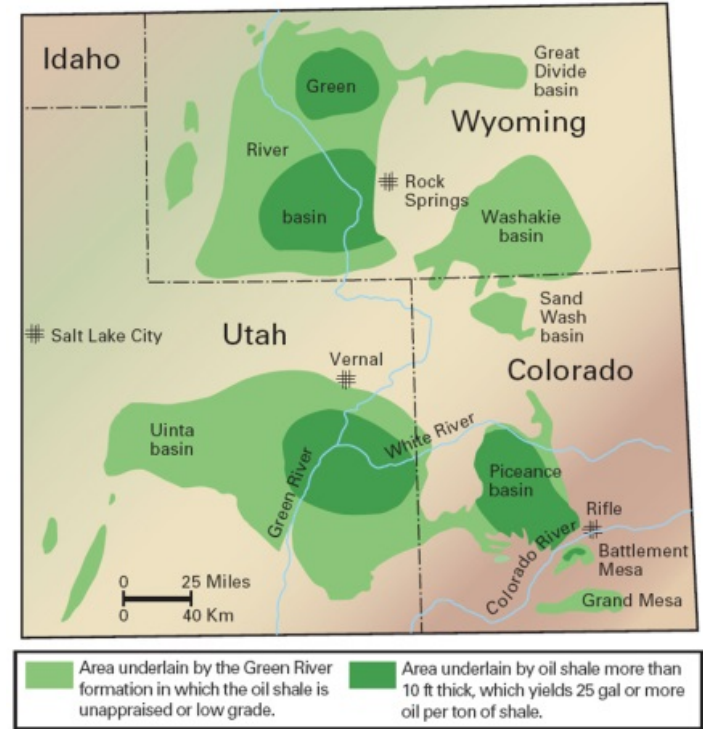 Idaho
Great
Divide
basin
Green
Wyoming
River
Rock
Springs
basin
Washakie
basin
Sand
Wash
basin
Salt Lake City
Utah
Vernal
Colorado
Uinta
basin
White River
Green River
Piceance
basin
Rifle
Colorado River
Battlement
Mesa
Grand Mesa
0 25 Miles
0 40 Km
Area underlain by the Green River
formation in which the oil shale is
unappraised or low grade.
Area underlain by oil shale more than
10 ft thick, which yields 25 gal or more
oil per ton of shale.